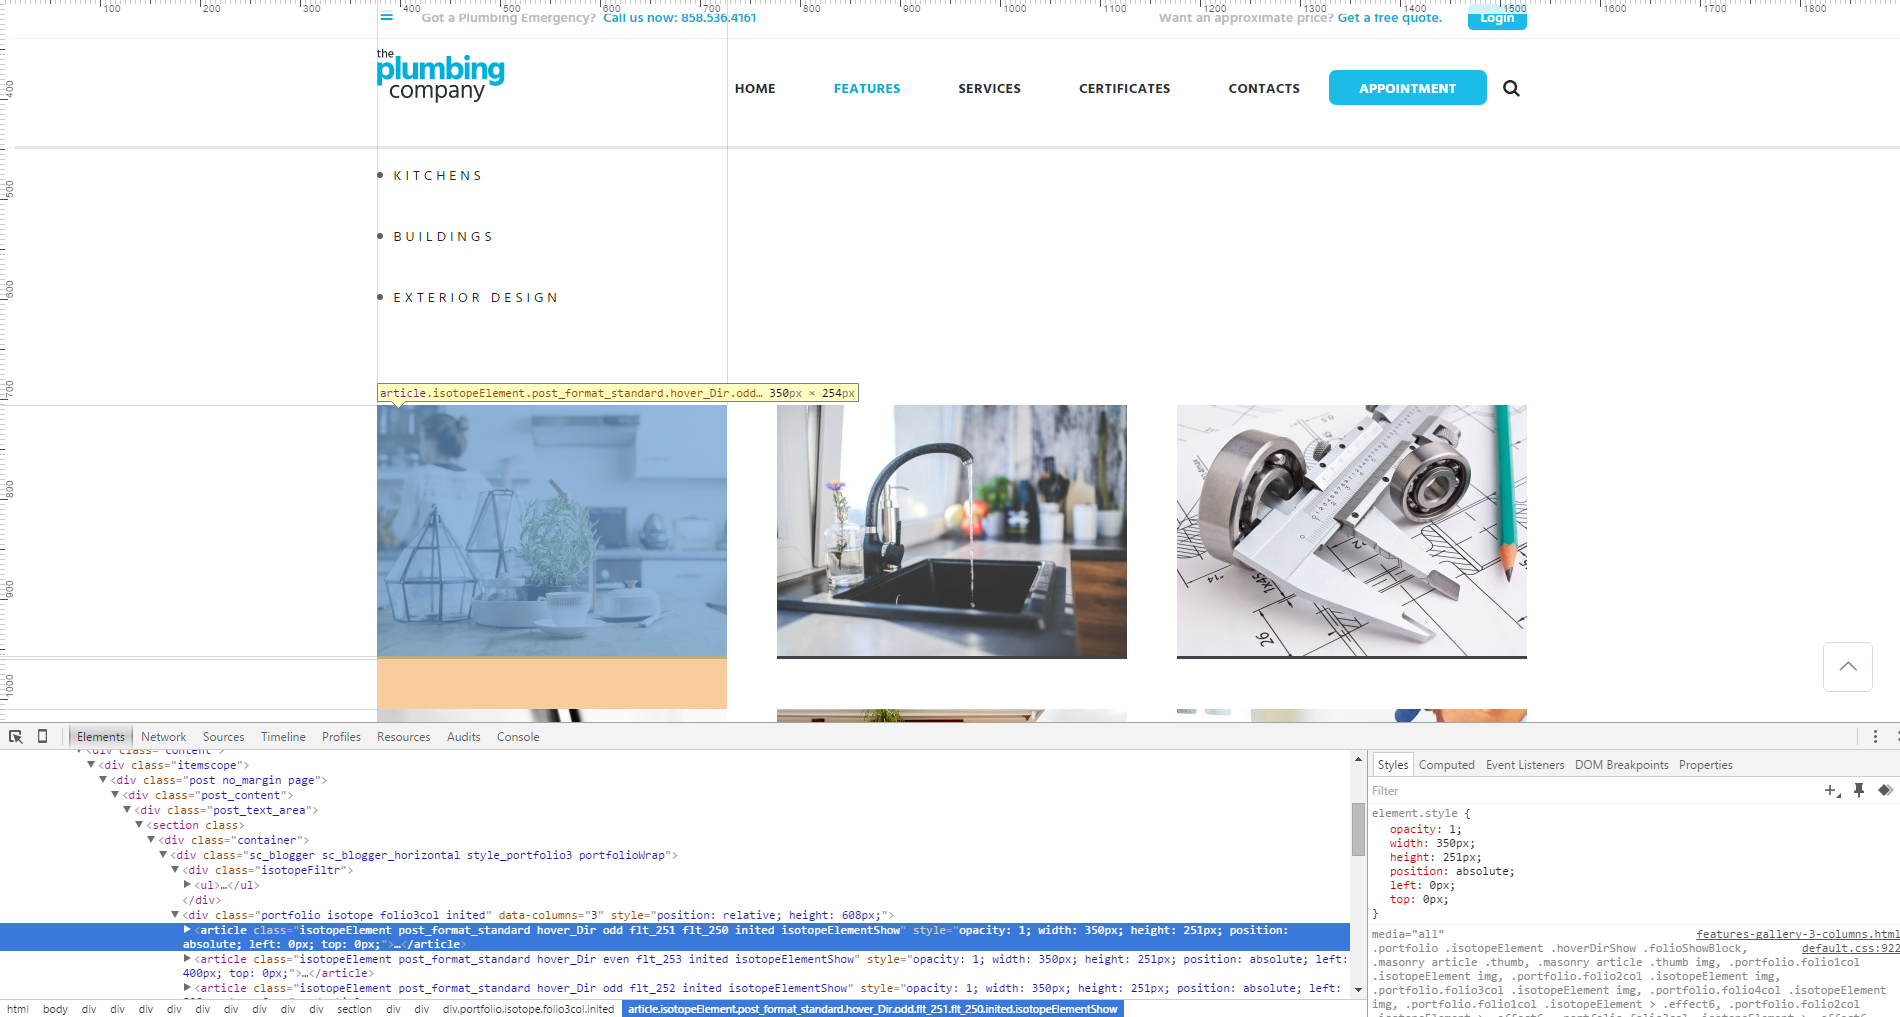 100 200 300 400 500 600 700 800 900 1000 1100 1200 1300 1400 1500 1600 1700 1800
Got a Plumbing Emergency? Call us now: 858.536.4161
Want an approximate price? Get a free quote.
Login
the
plumbing
company
HOME
FEATURES
SERVICES
CERTIFICATES
CONTACTS
APPOINTMENT
400
500
600
700
800
900
1000
KITCHENS
BUILDINGS
EXTERIOR DESIGN
article.isotopeElement.post_format_standard.hover_Dir.odd… 350px × 254px
Elements Network Sources Timeline Profiles Resources Audits Console
<div class="content">
<div class="itemscope">
<div class="post no_margin page">
<div class="post_content">
<div class="post_text_area">
<section class>
<div class="container">
<div class="sc_blogger sc_blogger_horizontal style_portfolio3 portfolioWrap">
<div class="isotopeFiltr">
<ul>…</ul>
</div>
<div class="portfolio isotope folio3col inited" data-columns="3" style="position: relative; height: 608px;">
<article class="isotopeElement post_format_standard hover_Dir odd flt_251 flt_250 inited isotopeElementShow" style="opacity: 1; width: 350px; height: 251px; position:
absolute; left: 0px; top: 0px;">…</article>
<article class="isotopeElement post_format_standard hover_Dir even flt_253 inited isotopeElementShow" style="opacity: 1; width: 350px; height: 251px; position: absolute; left:
400px; top: 0px;">…</article>
<article class="isotopeElement post_format_standard hover_Dir odd flt_252 inited isotopeElementShow" style="opacity: 1; width: 350px; height: 251px; position: absolute; left:
html body div div div div div div div div div section div div div.portfolio.isotope.folio3col.inited article.isotopeElement.post_format_standard.hover_Dir.odd.flt_251.flt_250.inited.isotopeElementShow
Styles Computed Event Listeners DOM Breakpoints Properties
Filter
element.style {
opacity: 1;
width: 350px;
height: 251px;
position: absolute;
left: 0px;
top: 0px;
}
media="all" features-gallery-3-columns.html
.portfolio .isotopeElement .hoverDirShow .folioShowBlock, default.css:922
.masonry article .thumb, .masonry article .thumb img, .portfolio.folio1col
.isotopeElement img, .portfolio.folio2col .isotopeElement img,
.portfolio.folio3col .isotopeElement img, .portfolio.folio4col .isotopeElement
img, .portfolio.folio1col .isotopeElement > .effect6, .portfolio.folio2col